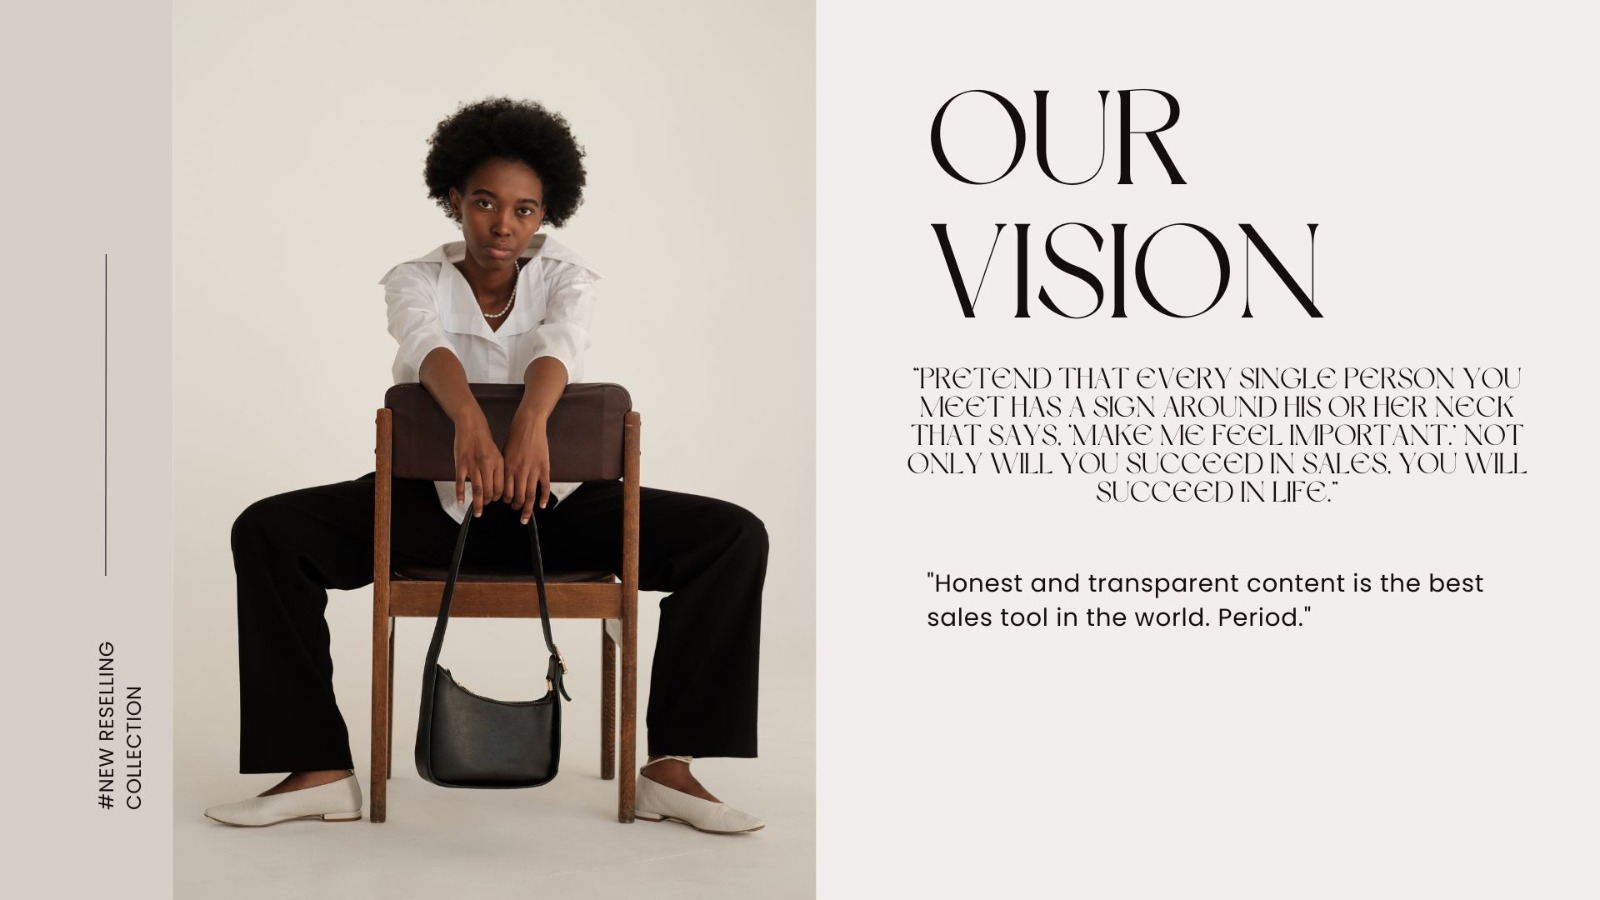 #NEW RESELLING
COLLECTION
OUR
VISION
"PRETEND THAT EVERY SINGLE PERSON YOU
MEET HAS A SIGN AROUND HIS OR HER NECK
THAT SAYS, 'MAKE ME FEEL IMPORTANT.' NOT
ONLY WILL YOU SUCCEED IN SALES, YOU WILL
SUCCEED IN LIFE."
"Honest and transparent content is the best
sales tool in the world. Period."